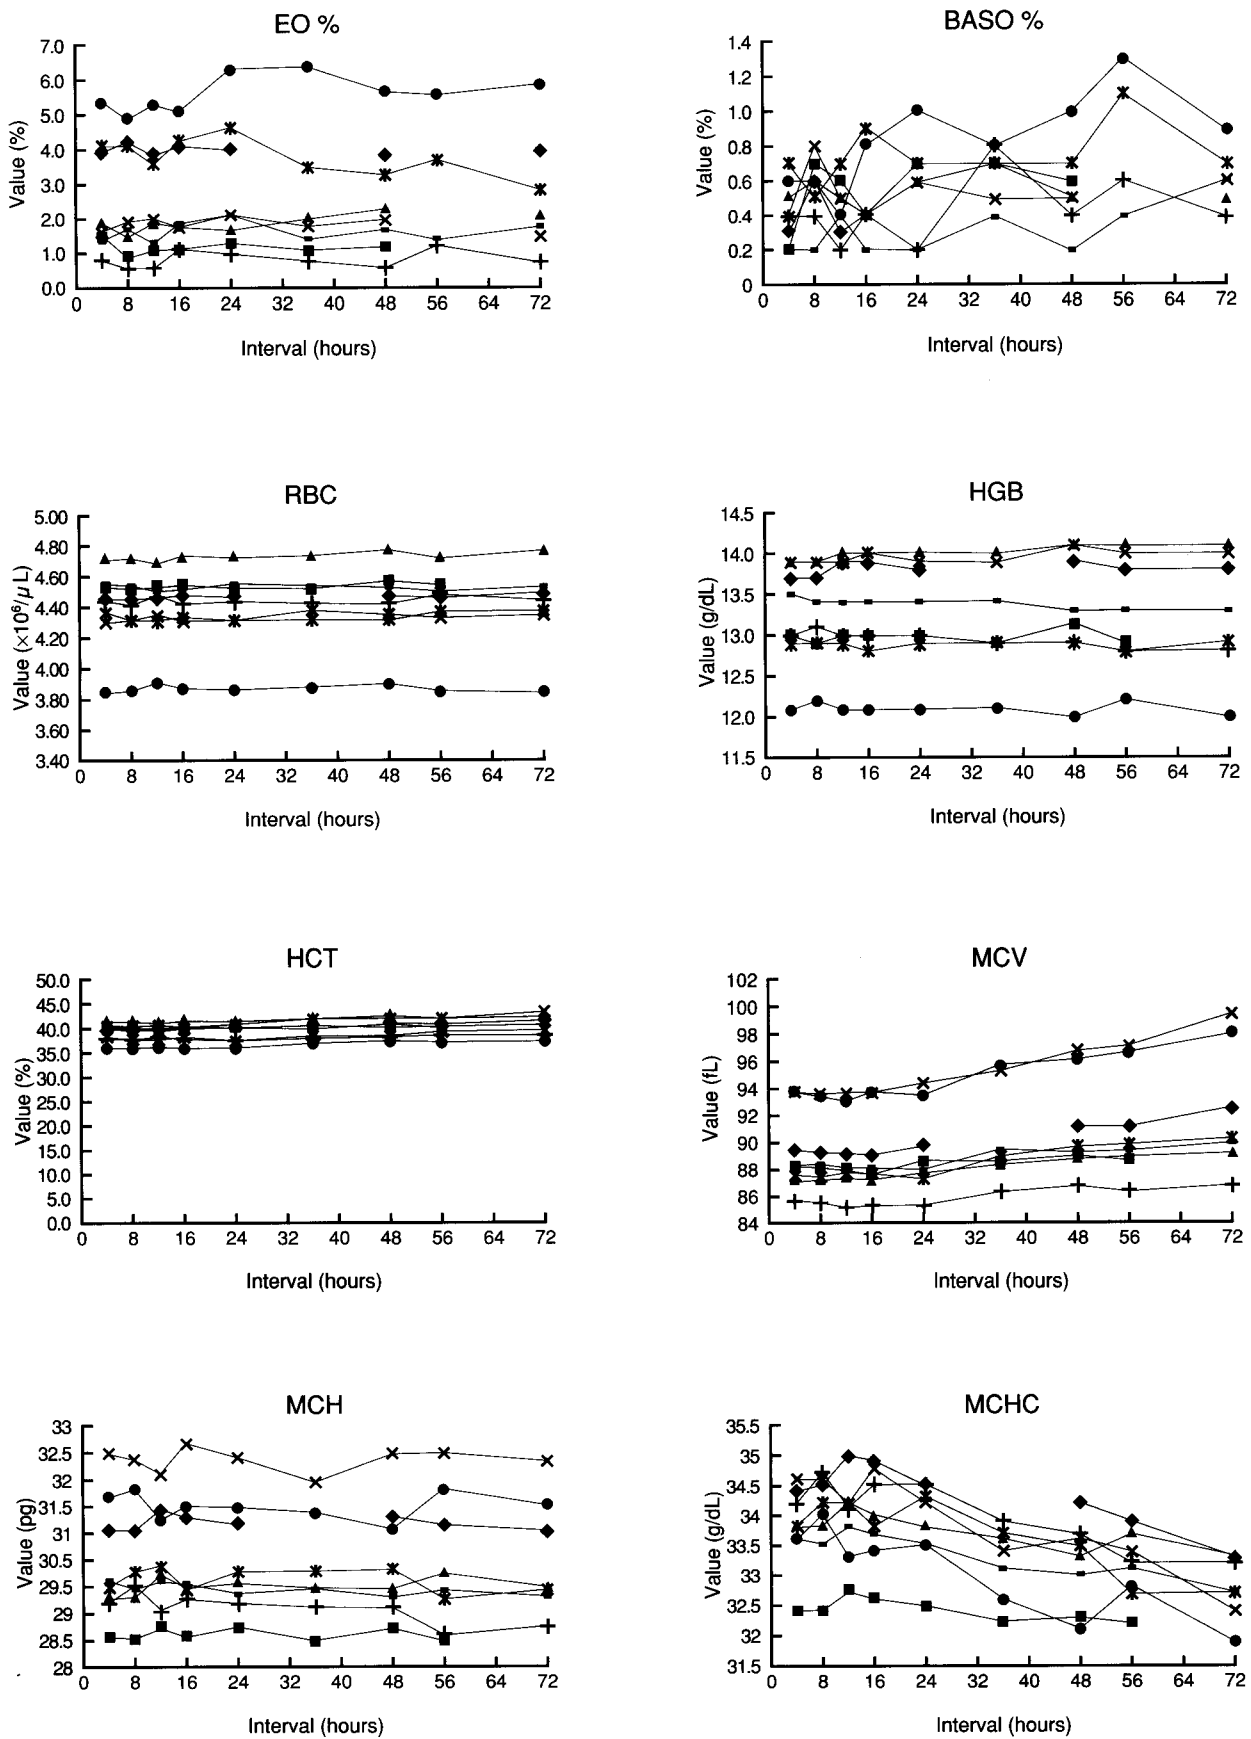 EO %
7.0
6.0
5.0
4.0
3.0
2.0
1.0
0.0
Value (%)
0 8 16 24 32 40 48 56 64 72
Interval (hours)
BASO %
1.4
1.2
1.0
0.8
0.6
0.4
0.2
0
Value (%)
0 8 16 24 32 40 48 56 64 72
Interval (hours)
RBC
5.00
4.80
4.60
4.40
4.20
4.00
3.80
3.60
3.40
Value (×10⁶/μ L)
0 8 16 24 32 40 48 56 64 72
Interval (hours)
HGB
14.5
14.0
13.5
13.0
12.5
12.0
11.5
Value (g/dL)
0 8 16 24 32 40 48 56 64 72
Interval (hours)
HCT
50.0
45.0
40.0
35.0
30.0
25.0
20.0
15.0
10.0
5.0
0.0
Value (%)
0 8 16 24 32 40 48 56 64 72
Interval (hours)
MCV
102
100
98
96
94
92
90
88
86
84
Value (fL)
0 8 16 24 32 40 48 56 64 72
Interval (hours)
MCH
33
32.5
32
31.5
31
30.5
30
29.5
29
28.5
28
Value (pg)
0 8 16 24 32 40 48 56 64 72
Interval (hours)
MCHC
35.5
35
34.5
34
33.5
33
32.5
32
31.5
Value (g/dL)
0 8 16 24 32 40 48 56 64 72
Interval (hours)